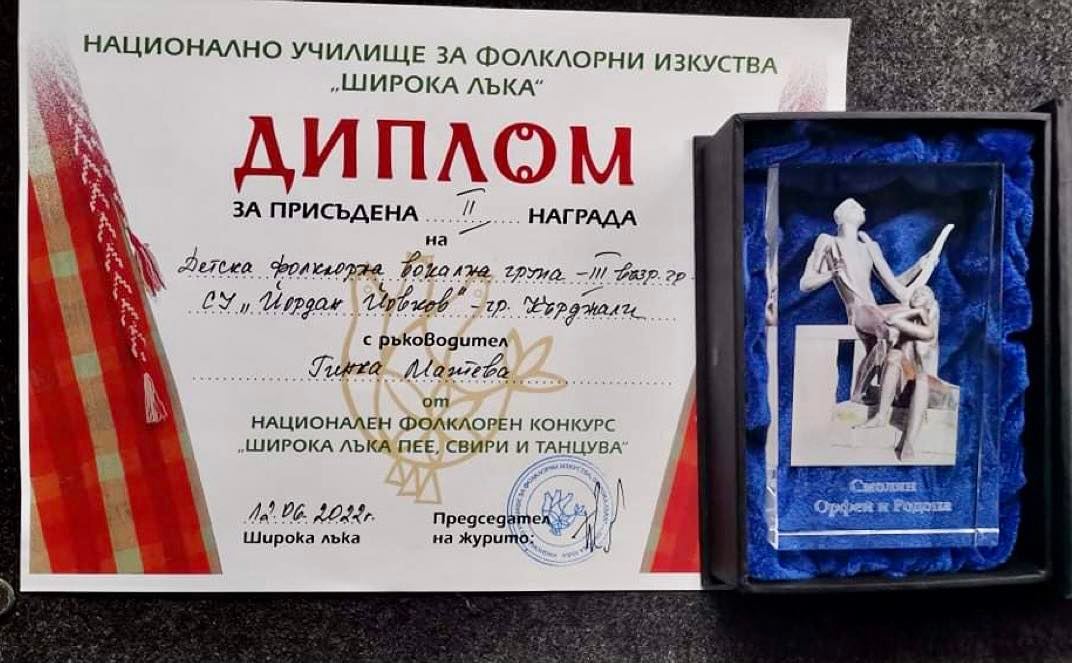 НАЦИОНАЛНО УЧИЛИЩЕ ЗА ФОЛКЛОРНИ ИЗКУСТВА
„ШИРОКА ЛЪКА“
ДИПЛОМ
ЗА ПРИСЪДЕНА ....II.... НАГРАДА
на
Детска фолклорна вокална група – III възр. гр.
СУ „Йордан Йовков“ – гр. Кърджали
с ръководител
Гинка Матева
от
НАЦИОНАЛЕН ФОЛКЛОРЕН КОНКУРС
„ШИРОКА ЛЪКА ПЕЕ, СВИРИ И ТАНЦУВА“
12.06.2022г.
Широка лъка
Председател
на журито:
Смолян
Орфей и Родопа